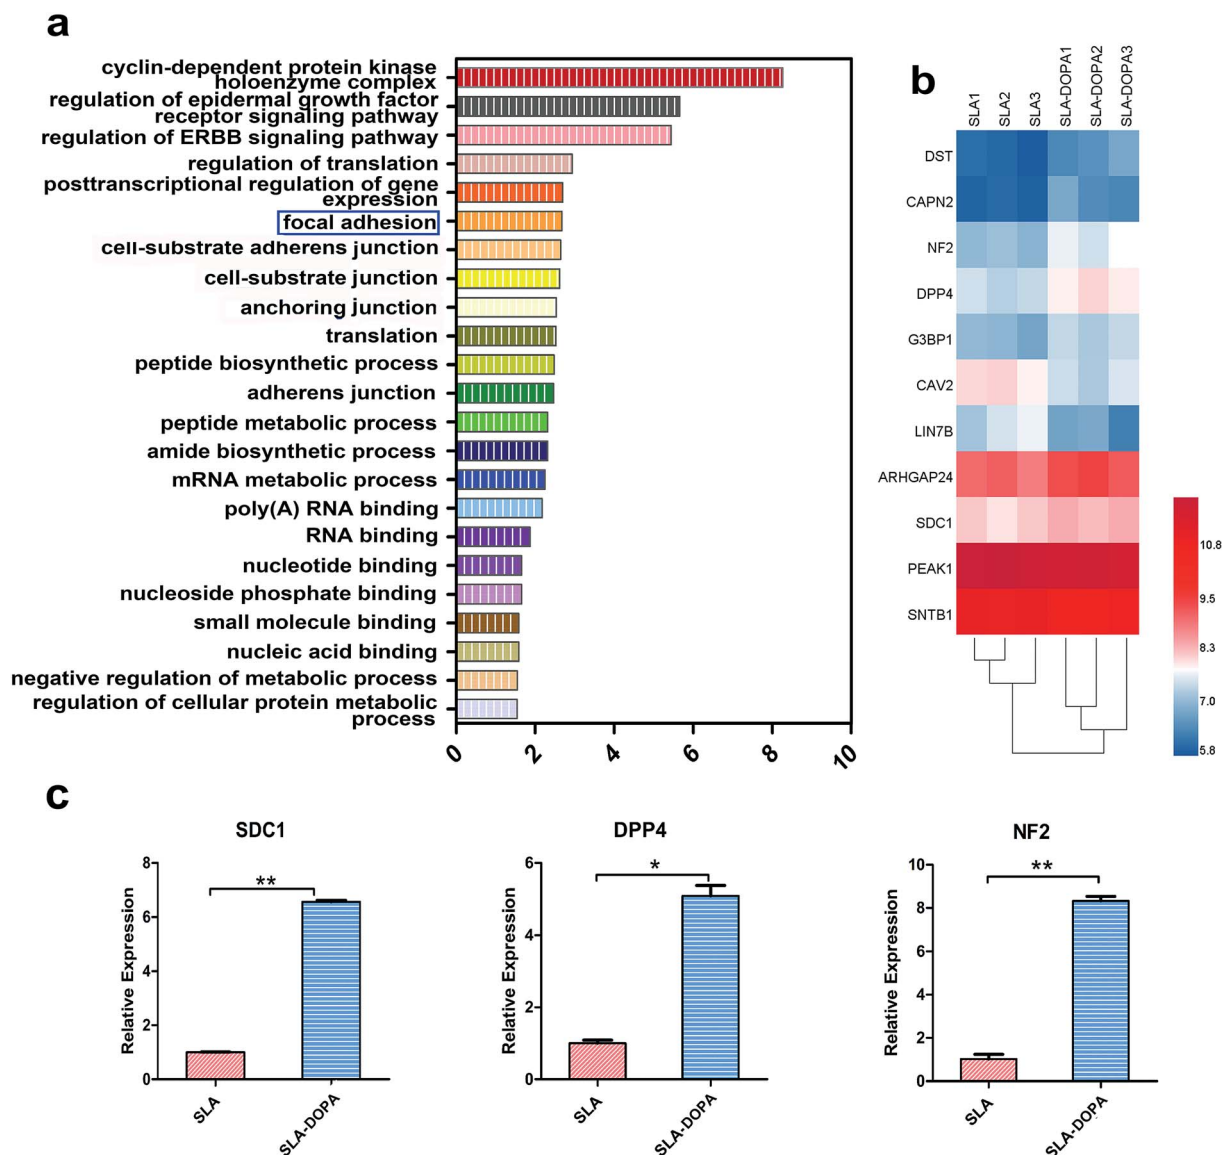 a
cyclin-dependent protein kinase
holoenzyme complex
regulation of epidermal growth factor
receptor signaling pathway
regulation of ERBB signaling pathway
regulation of translation
posttranscriptional regulation of gene
expression
focal adhesion
cell-substrate adherens junction
cell-substrate junction
anchoring junction
translation
peptide biosynthetic process
adherens junction
peptide metabolic process
amide biosynthetic process
mRNA metabolic process
poly(A) RNA binding
RNA binding
nucleotide binding
nucleoside phosphate binding
small molecule binding
nucleic acid binding
negative regulation of metabolic process
regulation of cellular protein metabolic
process
0 2 4 6 8 10
b
SLA1 SLA2 SLA3 SLA-DOPA1 SLA-DOPA2 SLA-DOPA3
DST
CAPN2
NF2
DPP4
G3BP1
CAV2
LIN7B
ARHGAP24
SDC1
PEAK1
SNTB1
10.8
9.5
8.3
7.0
5.8
c
SDC1
Relative Expression
8
6
4
2
0
**
SLA SLA-DOPA
DPP4
Relative Expression
6
4
2
0
*
SLA SLA-DOPA
NF2
Relative Expression
10
8
6
4
2
0
**
SLA SLA-DOPA